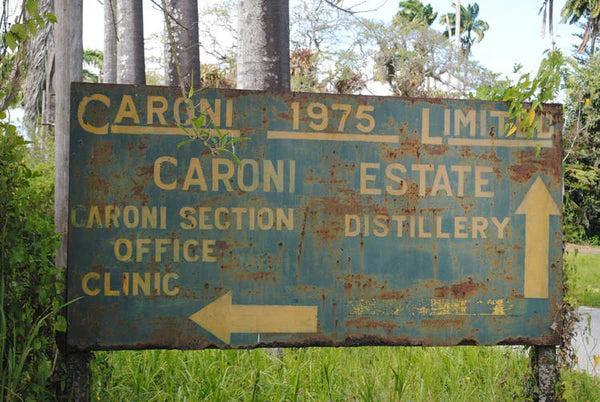 CARONI 1975 LIMITED
CARONI ESTATE
CARONI SECTION
OFFICE
CLINIC
DISTILLERY